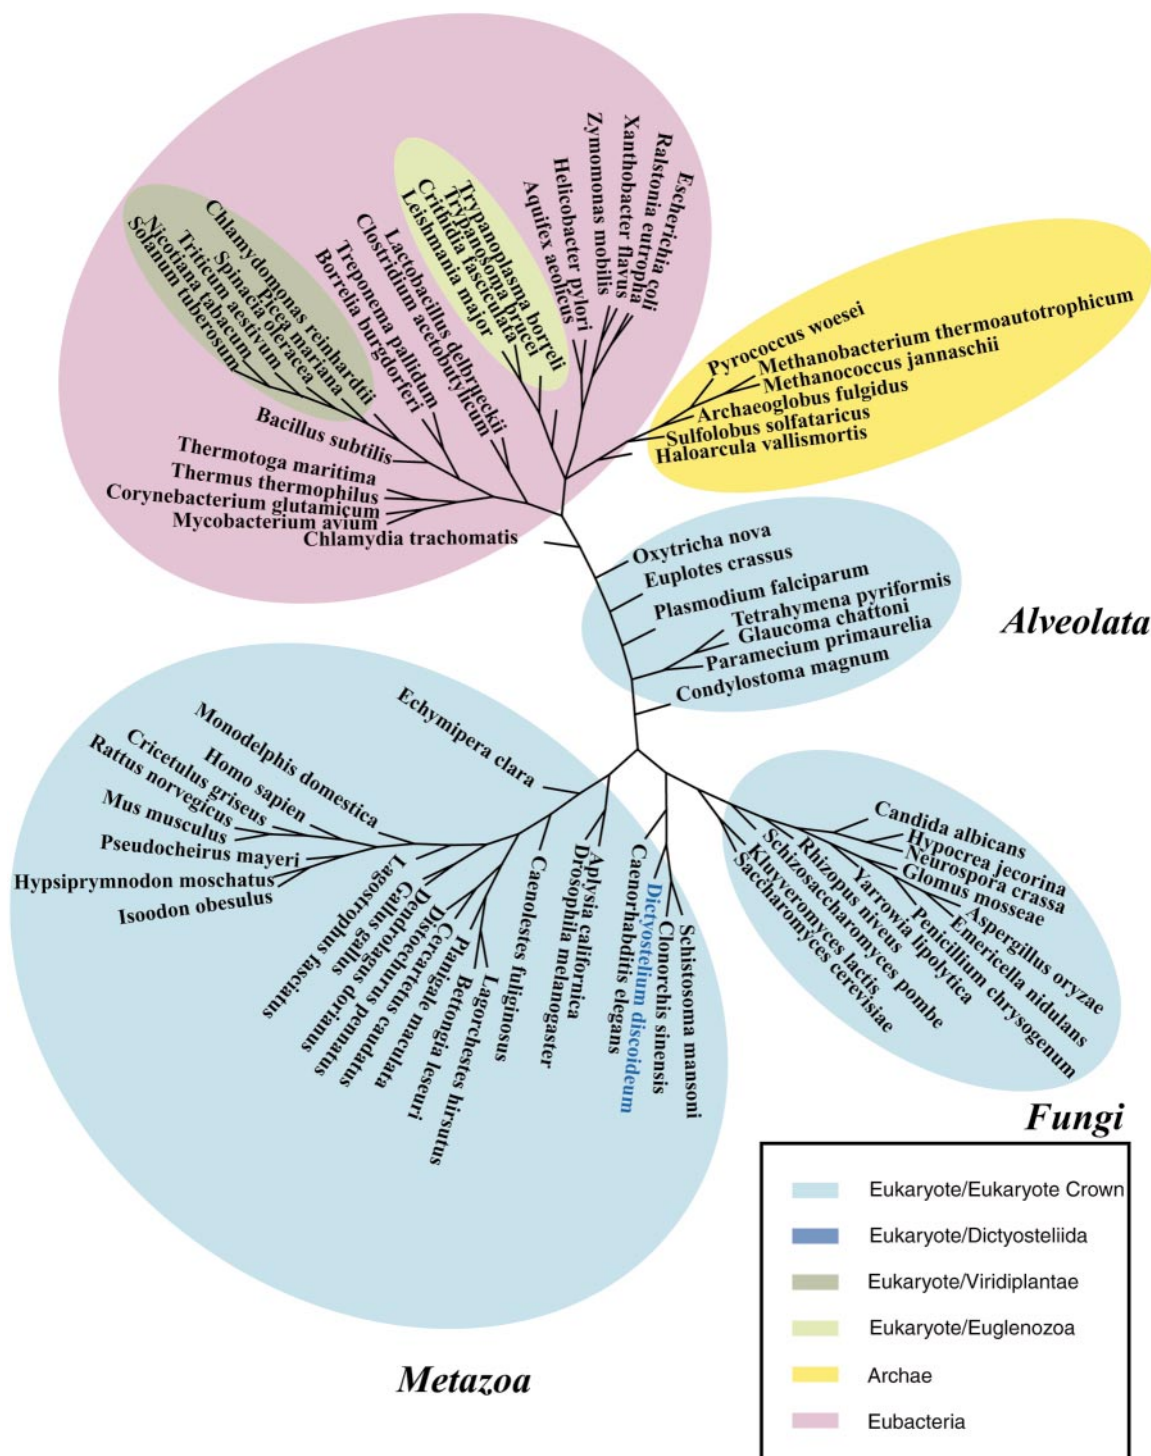 Escherichia coli
Ralstonia eutropha
Xanthobacter flavus
Zymomonas mobilis
Helicobacter pylori
Aquifex aeolicus
Trypanoplasma borreli
Trypanosoma brucei
Crithidia fasciculata
Leishmania major
Lactobacillus delbrueckii
Clostridium acetobutylicum
Treponema pallidum
Borrelia burgdorferi
Chlamydomonas reinhardtii
Picea mariana
Spinacia oleracea
Triticum aestivum
Nicotiana tabacum
Solanum tuberosum
Bacillus subtilis
Thermotoga maritima
Thermus thermophilus
Corynebacterium glutamicum
Mycobacterium avium
Chlamydia trachomatis
Pyrococcus woesei
Methanobacterium thermoautotrophicum
Methanococcus jannaschii
Archaeoglobus fulgidus
Sulfolobus solfataricus
Haloarcula vallismortis
Oxytricha nova
Euplotes crassus
Plasmodium falciparum
Tetrahymena pyriformis
Glaucoma chattoni
Paramecium primaurelia
Condylostoma magnum
Alveolata
Echymipera clara
Monodelphis domestica
Homo sapien
Cricetulus griseus
Rattus norvegicus
Mus musculus
Pseudocheirus mayeri
Hypsiprymnodon moschatus
Isoodon obesulus
Lagostrophus fasciatus
Gallus gallus
Dendrolagus dorianus
Distoechurus pennatus
Cercartetus caudatus
Planigale maculata
Bettongia leseuri
Lagorchestes hirsutus
Caenolestes fuliginosus
Drosophila melanogaster
Aplysia californica
Caenorhabditis elegans
Dictyostelium discoideum
Clonorchis sinensis
Schistosoma mansoni
Candida albicans
Hypocrea jecorina
Neurospora crassa
Glomus mosseae
Aspergillus oryzae
Emericella nidulans
Penicillium chrysogenum
Yarrowia lipolytica
Rhizopus niveus
Schizosaccharomyces pombe
Kluyveromyces lactis
Saccharomyces cerevisiae
Fungi
Metazoa
Eukaryote/Eukaryote Crown
Eukaryote/Dictyosteliida
Eukaryote/Viridiplantae
Eukaryote/Euglenozoa
Archae
Eubacteria